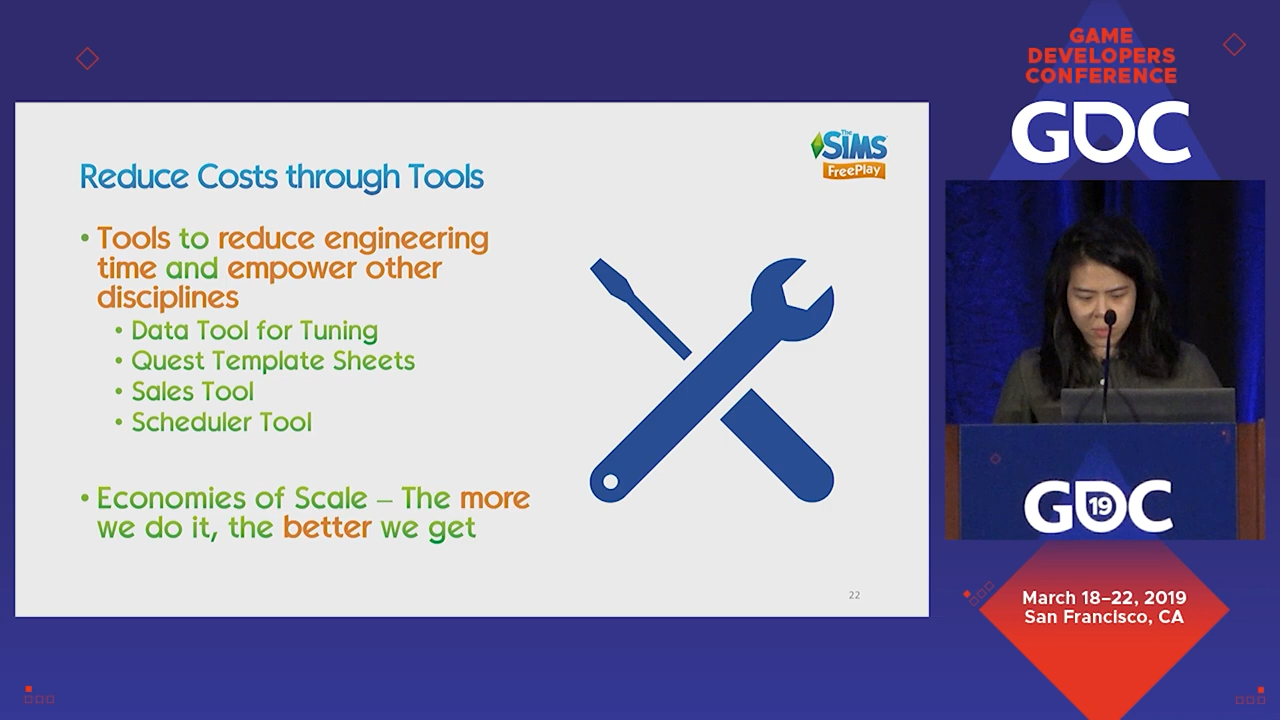 GAME
DEVELOPERS
CONFERENCE
GDC
The
SiMS
FreePlay
Reduce Costs through Tools
• Tools to reduce engineering
time and empower other
disciplines
• Data Tool for Tuning
• Quest Template Sheets
• Sales Tool
• Scheduler Tool
• Economies of Scale – The more
we do it, the better we get
22
GDC
19
March 18–22, 2019
San Francisco, CA